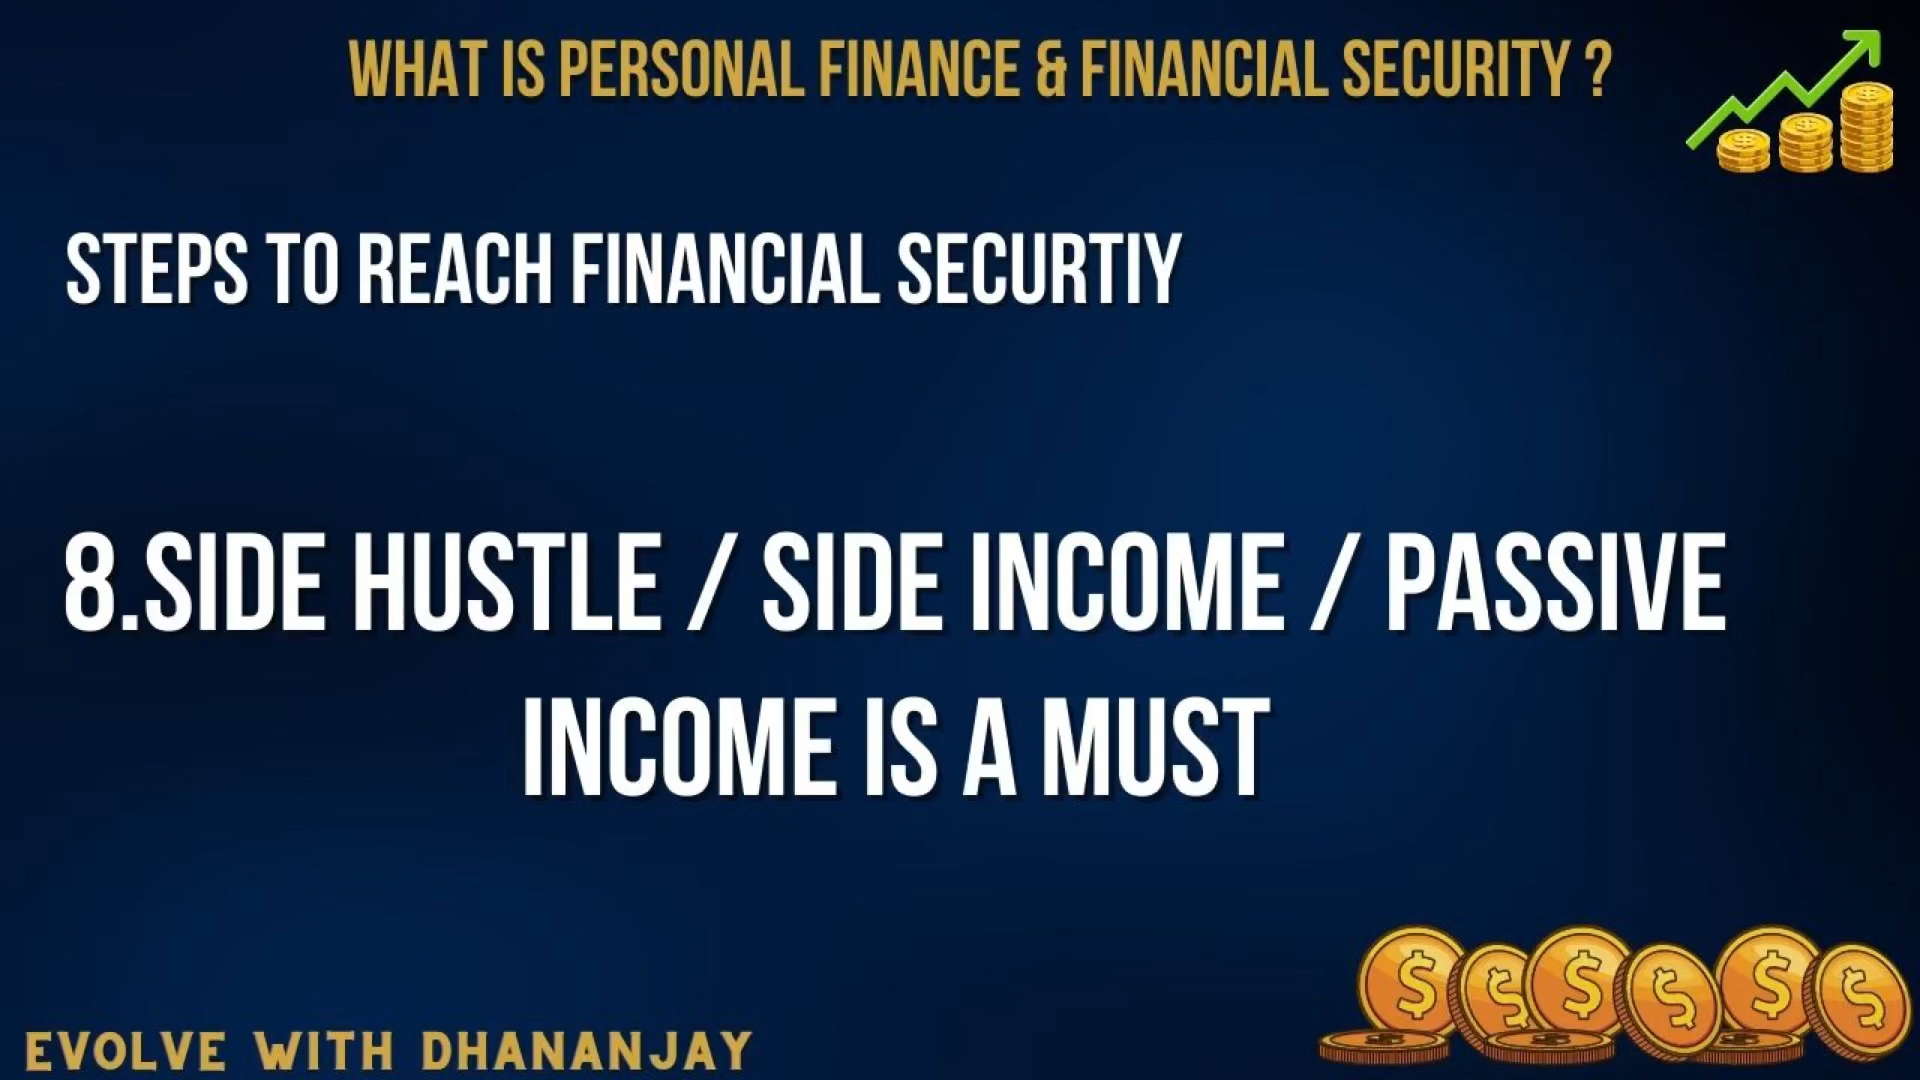 WHAT IS PERSONAL FINANCE & FINANCIAL SECURITY ?
STEPS TO REACH FINANCIAL SECURTIY
8.SIDE HUSTLE / SIDE INCOME / PASSIVE
INCOME IS A MUST
EVOLVE WITH DHANANJAY